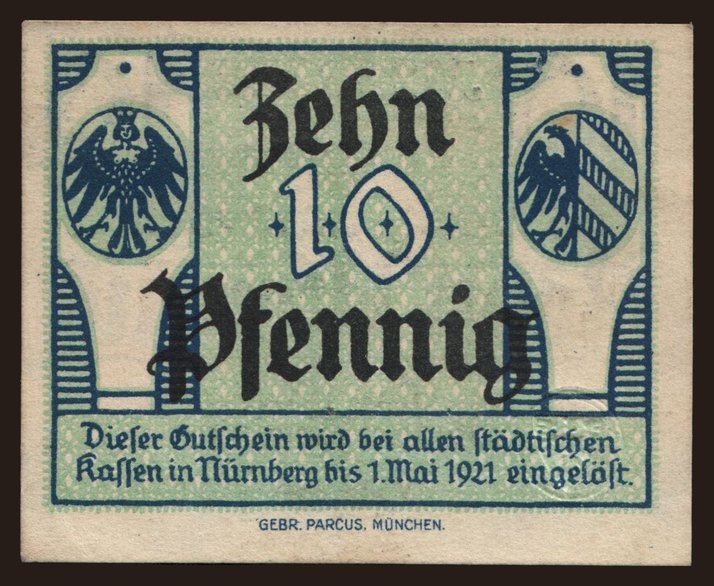 Zehn
10
Pfennig
Dieser Gutschein wird bei allen städtischen
Kassen in Nürnberg bis 1. Mai 1921 eingelöst.
GEBR. PARCUS, MÜNCHEN.